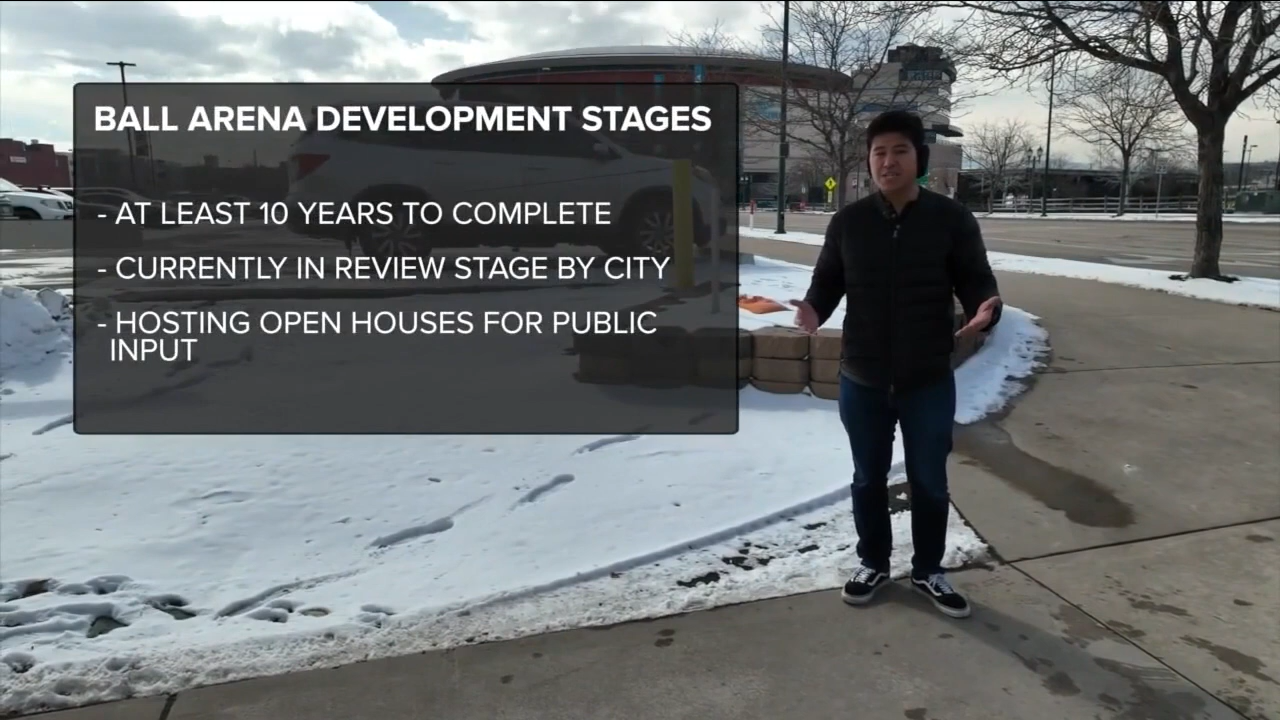 BALL ARENA DEVELOPMENT STAGES
- AT LEAST 10 YEARS TO COMPLETE
- CURRENTLY IN REVIEW STAGE BY CITY
- HOSTING OPEN HOUSES FOR PUBLIC
INPUT